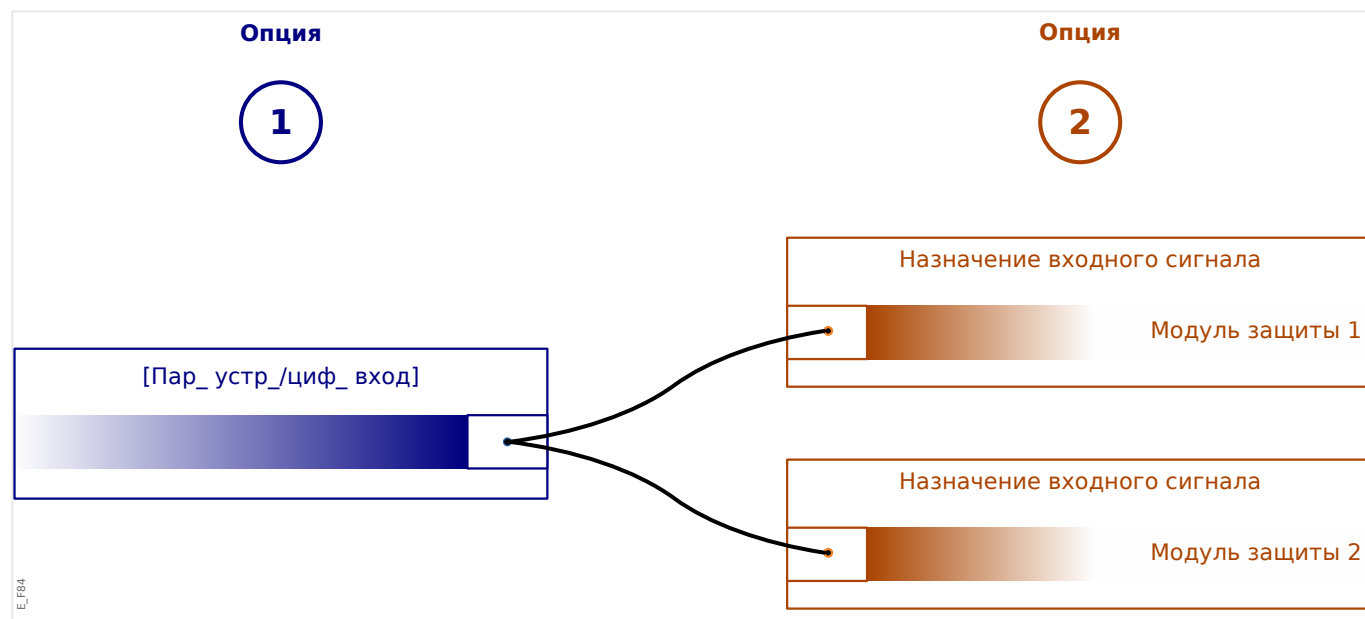 Опция
1
Опция
2
[Пар_ устр_/циф_ вход]
Назначение входного сигнала
Модуль защиты 1
Назначение входного сигнала
Модуль защиты 2
E_F84